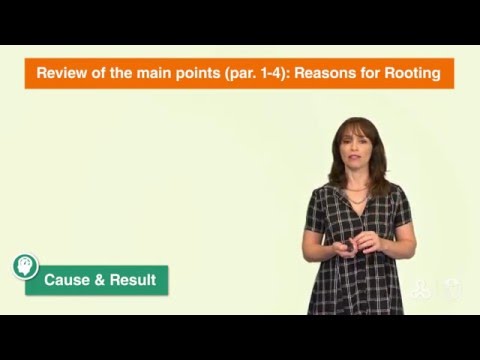 Review of the main points (par. 1-4): Reasons for Rooting
Cause & Result